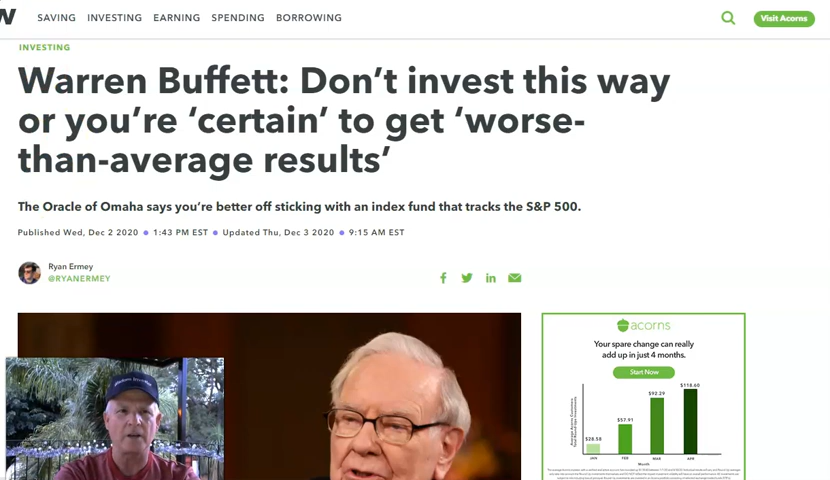 SAVING INVESTING EARNING SPENDING BORROWING
Visit Acorns
INVESTING
Warren Buffett: Don’t invest this way
or you’re ‘certain’ to get ‘worse-
than-average results’
The Oracle of Omaha says you’re better off sticking with an index fund that tracks the S&P 500.
Published Wed, Dec 2 2020 • 1:43 PM EST • Updated Thu, Dec 3 2020 • 9:15 AM EST
Ryan Ermey
@RYANERMEY
acorns
Your spare change can really
add up in just 4 months.
Start Now
$118.60
$92.29
$57.91
$28.58
JAN FEB MAR APR
Month